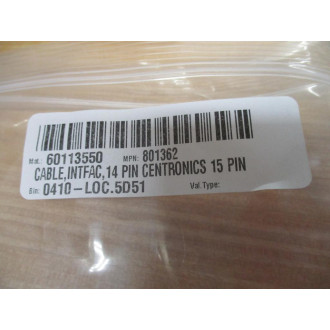 Mat.: 60113550 MPN: 801362
CABLE,INTFAC,14 PIN CENTRONICS 15 PIN
Bin: 0410-LOC.5D51 Val Type: